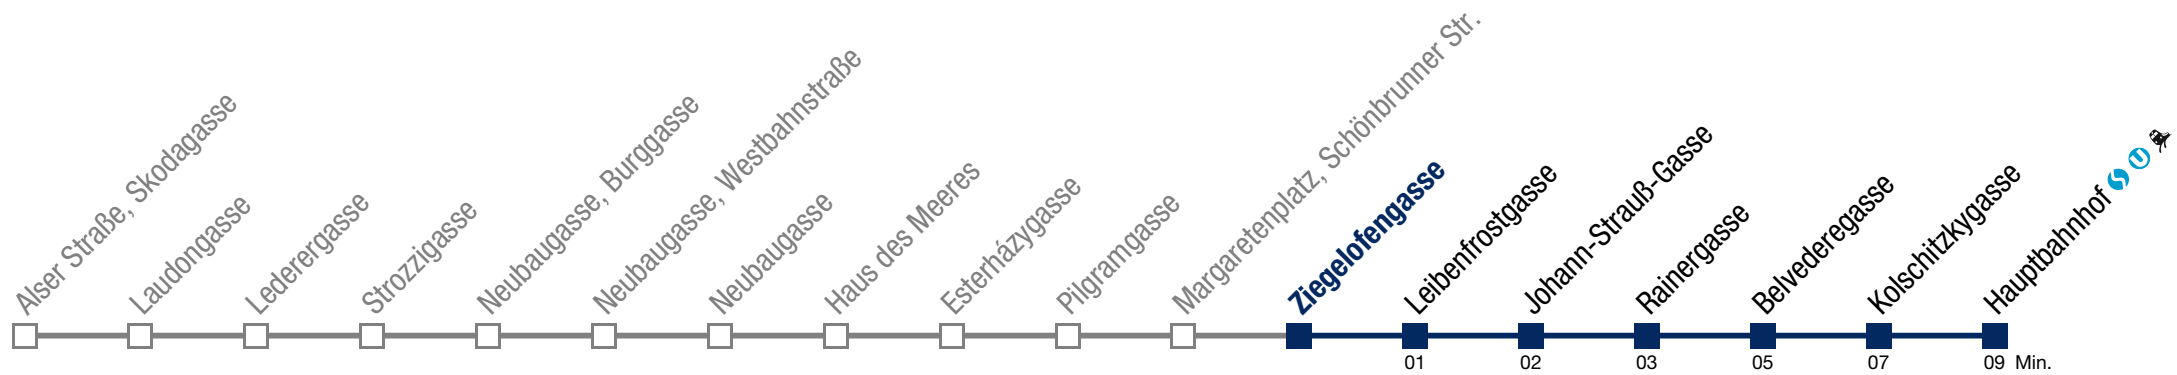 Alser Straße, Skodagasse
Laudongasse
Lederergasse
Strozzigasse
Neubaugasse, Burggasse
Neubaugasse, Westbahnstraße
Neubaugasse
Haus des Meeres
Esterházygasse
Pilgramgasse
Margaretenplatz, Schönbrunner Str.
Ziegelofengasse
Leibenfrostgasse
Johann-Strauß-Gasse
Rainergasse
Belvederegasse
Kolschitzkygasse
Hauptbahnhof S U
01 02 03 05 07 09 Min.